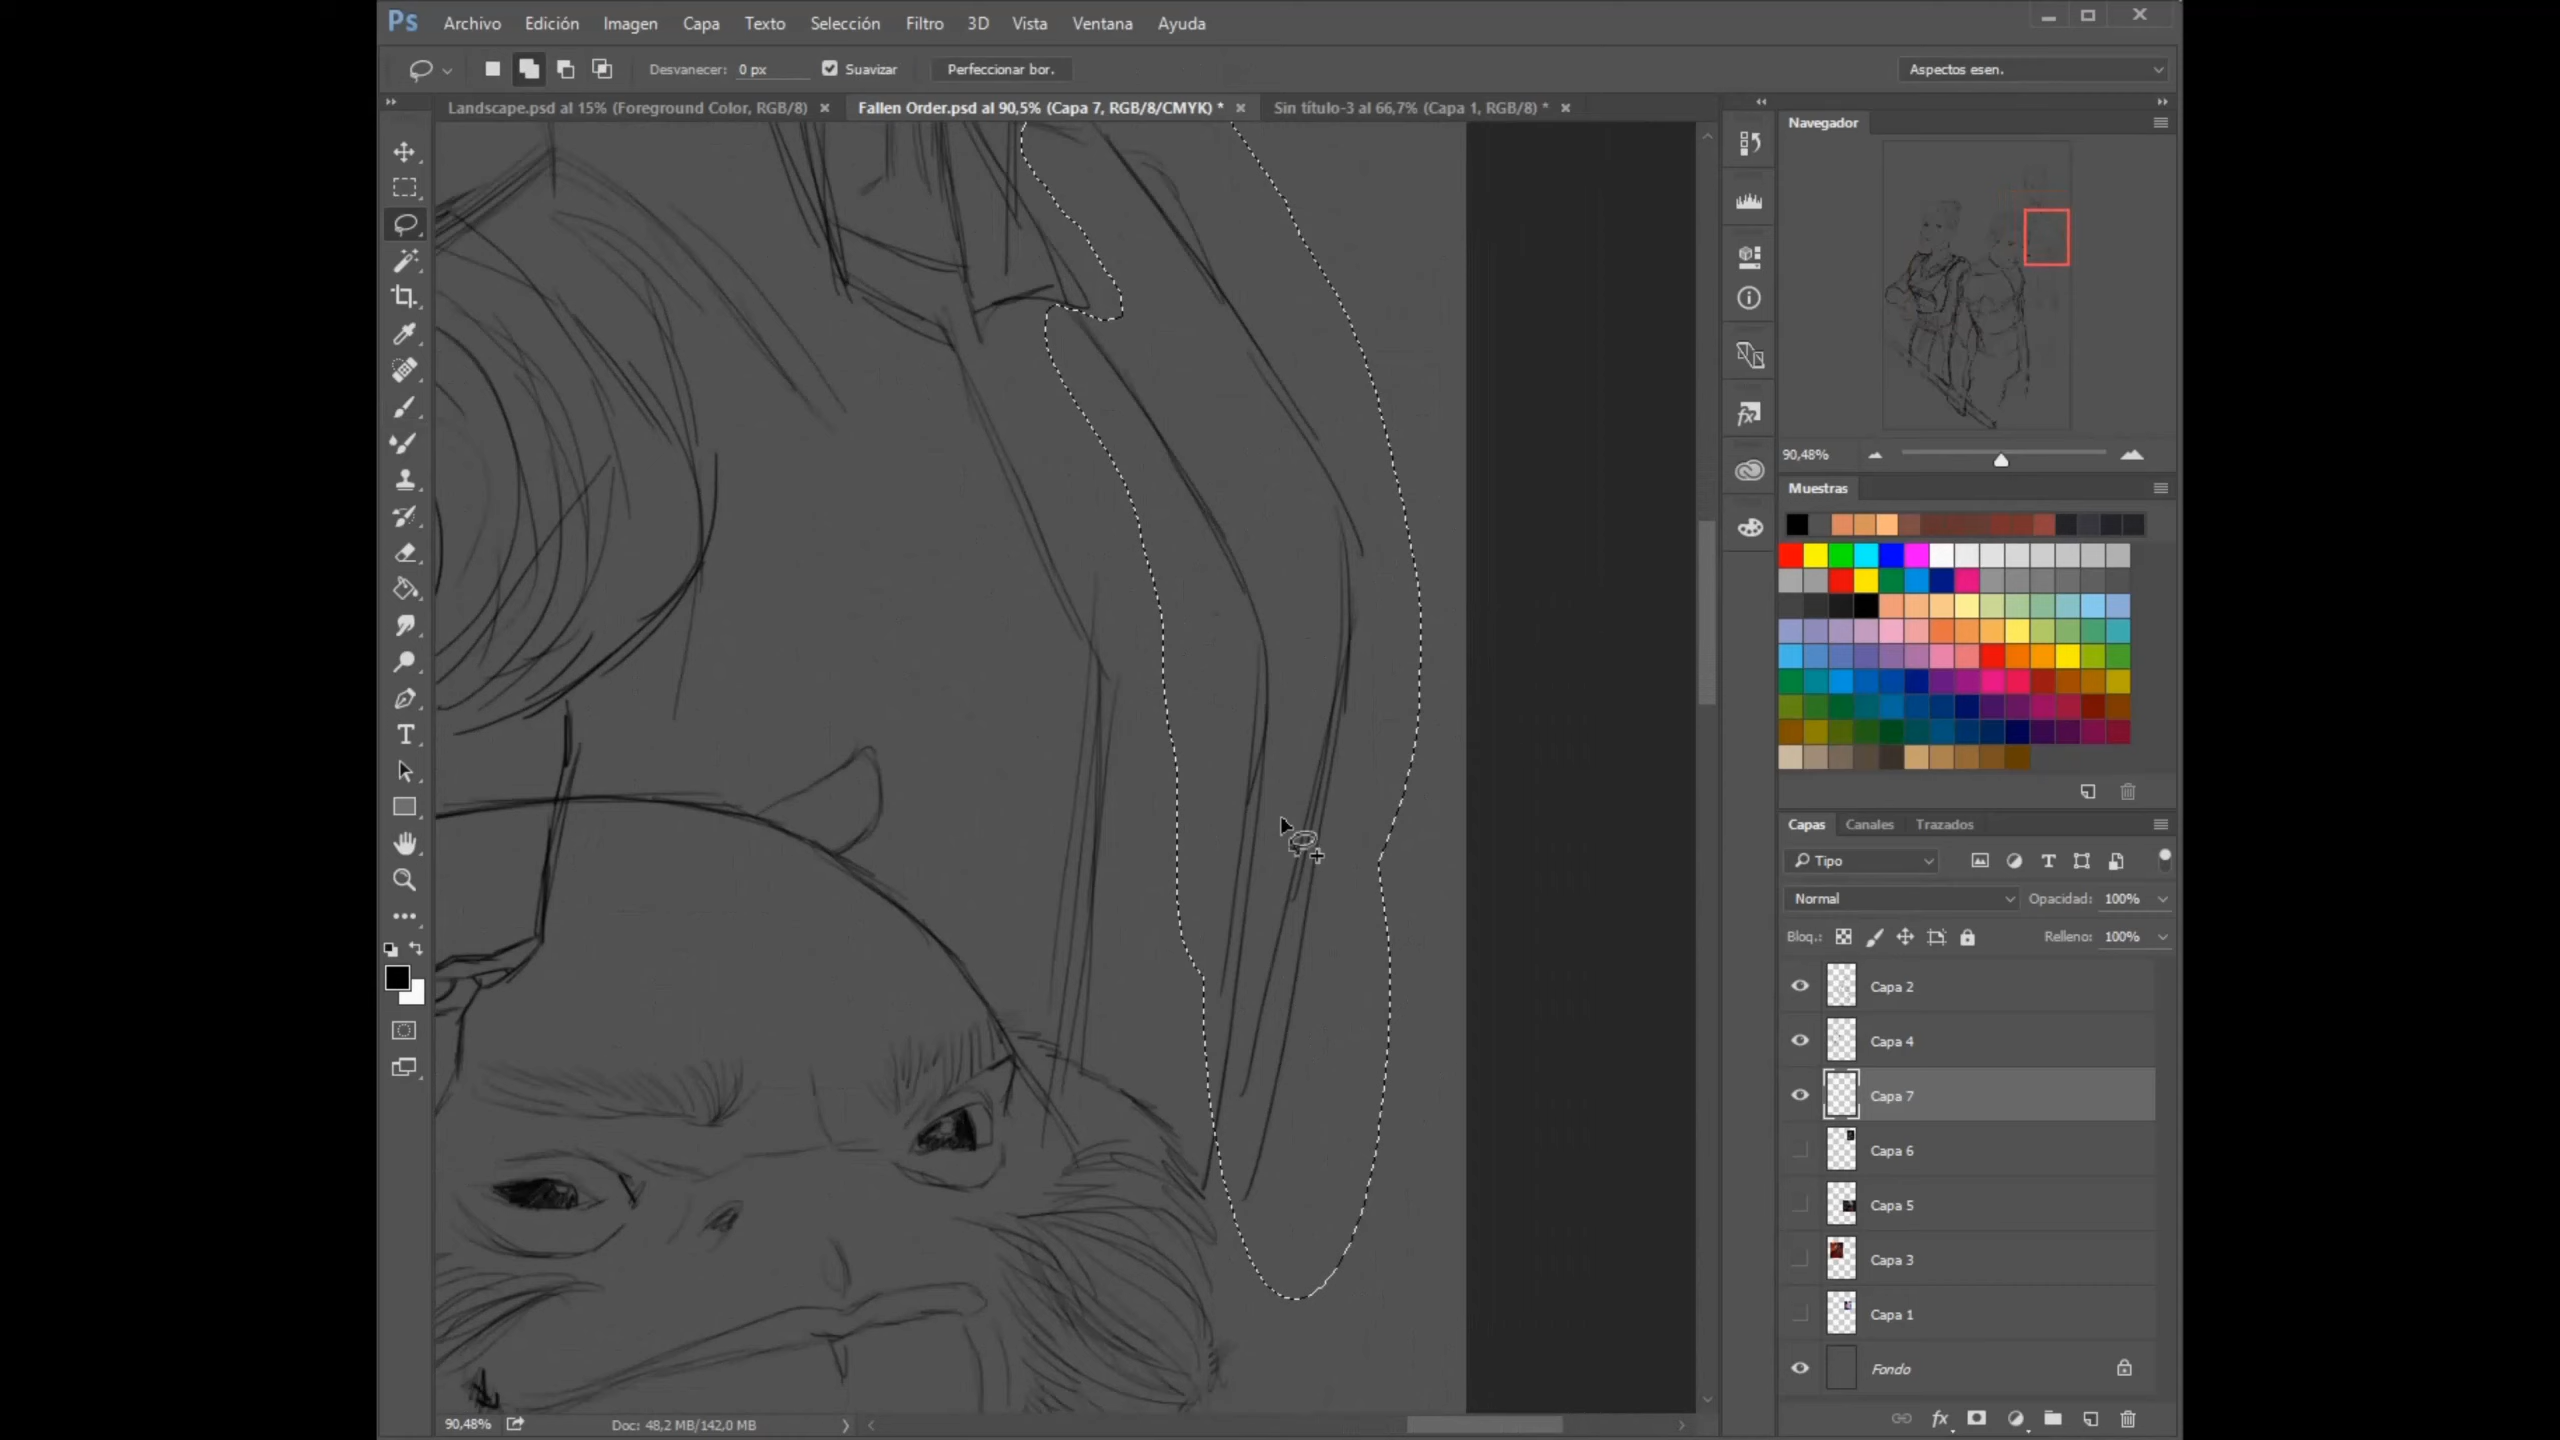 Ps Archivo Edición Imagen Capa Texto Selección Filtro 3D Vista Ventana Ayuda
Desvanecer: 0 px Suavizar Perfeccionar bor. Aspectos esen.
Landscape.psd al 15% (Foreground Color, RGB/8) Fallen Order.psd al 90,5% (Capa 7, RGB/8/CMYK) * Sin título-3 al 66,7% (Capa 1, RGB/8) *
Navegador
90,48%
Muestras
Capas Canales Trazados
Tipo
Normal Opacidad: 100%
Bloq.: Relleno: 100%
Capa 2
Capa 4
Capa 7
Capa 6
Capa 5
Capa 3
Capa 1
Fondo
90,48% Doc: 48,2 MB/142,0 MB